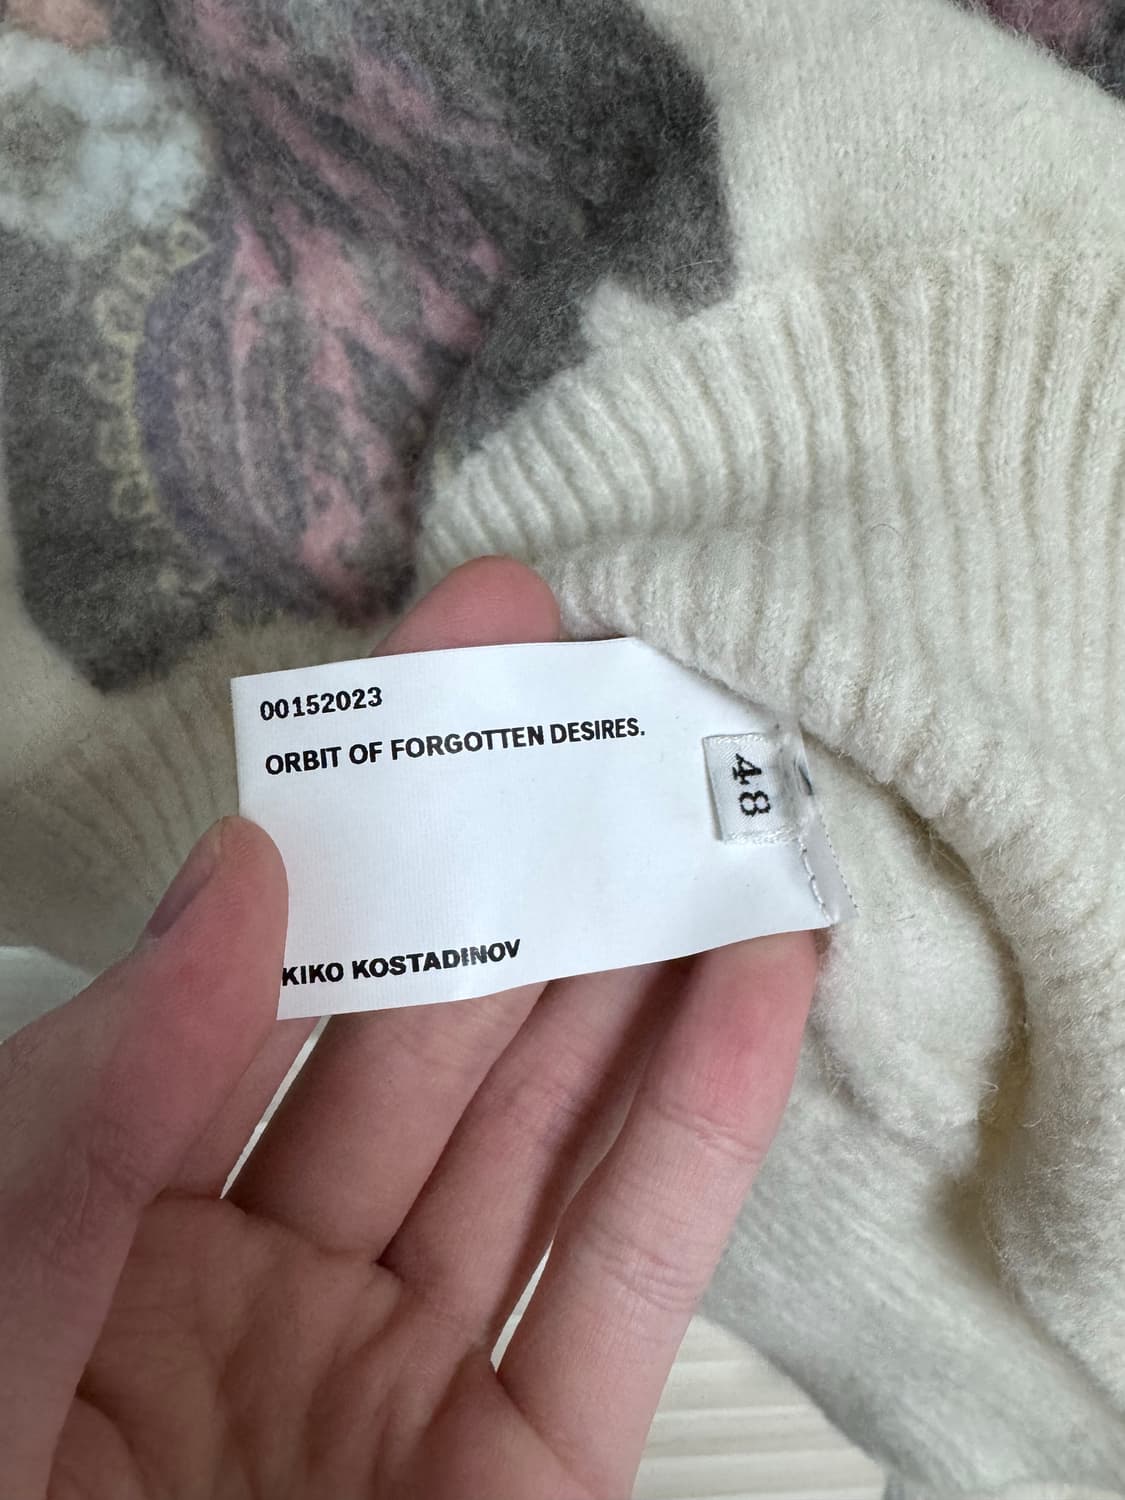 00152023
ORBIT OF FORGOTTEN DESIRES.
48
KIKO KOSTADINOV